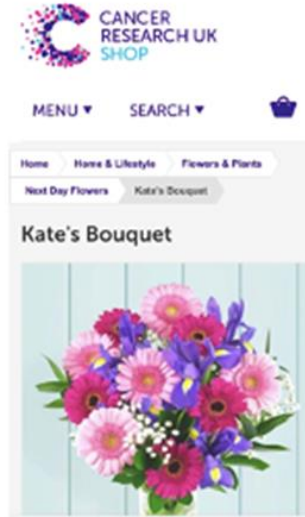 CANCER
RESEARCH UK
SHOP
MENU ▼ SEARCH ▼
Home Home & Lifestyle Flowers & Plants
Next Day Flowers Kate's Bouquet
Kate's Bouquet